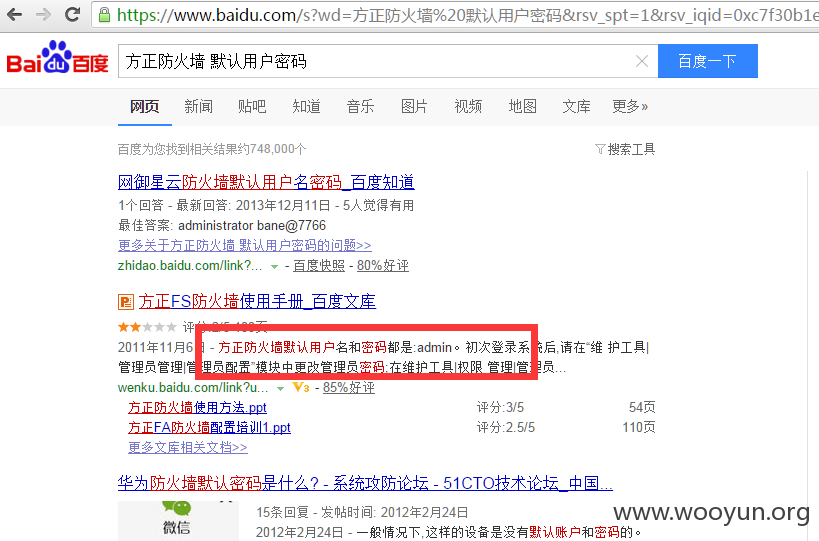 https://www.baidu.com/s?wd=方正防火墙%20默认用户密码&rsv_spt=1&rsv_iqid=0xc7f30b1e
Bai du 百度
方正防火墙 默认用户密码
百度一下
网页 新闻 贴吧 知道 音乐 图片 视频 地图 文库 更多»
百度为您找到相关结果约748,000个
搜索工具
网御星云防火墙默认用户名密码_百度知道
1个回答 - 最新回答: 2013年12月11日 - 5人觉得有用
最佳答案: administrator bane@7766
更多关于方正防火墙 默认用户密码的问题>>
zhidao.baidu.com/link?... - 百度快照 - 80%好评
方正FS防火墙使用手册_百度文库
2011年11月6日 - 方正防火墙默认用户名和密码都是:admin。初次登录系统后,请在“维 护工具|
管理员管理|管理员配置”模块中更改管理员密码;在维护工具|权限 管理|管理员...
wenku.baidu.com/link?u... V3 - 85%好评
方正防火墙使用方法.ppt 评分:3/5 54页
方正FA防火墙配置培训1.ppt 评分:2.5/5 110页
更多文库相关文档>>
华为防火墙默认密码是什么? - 系统攻防论坛 - 51CTO技术论坛_中国...
微信
15条回复 - 发帖时间: 2012年2月24日
2012年2月24日 - 一般情况下,这样的设备是没有默认账户和密码的。
www.wooyun.org